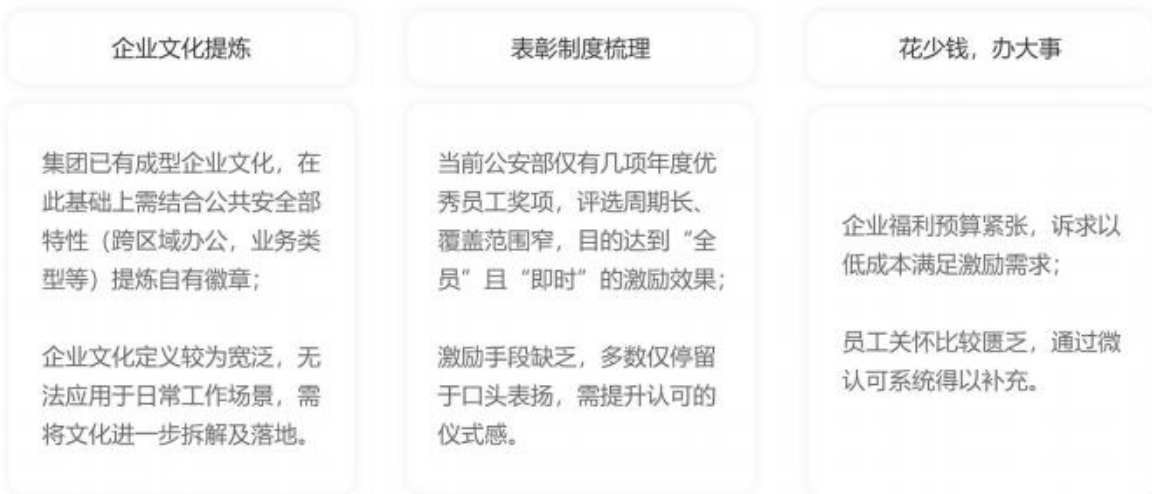 企业文化提炼
集团已有成型企业文化，在
此基础上需结合公共安全部
特性（跨区域办公，业务类
型等）提炼自有徽章；
企业文化定义较为宽泛，无
法应用于日常工作场景，需
将文化进一步拆解及落地。
表彰制度梳理
当前公安部仅有几项年度优
秀员工奖项，评选周期长、
覆盖范围窄，目的达到“全
员”且“即时”的激励效果；
激励手段缺乏，多数仅停留
于口头表扬，需提升认可的
仪式感。
花少钱，办大事
企业福利预算紧张，诉求以
低成本满足激励需求；
员工关怀比较匮乏，通过微
认可系统得以补充。